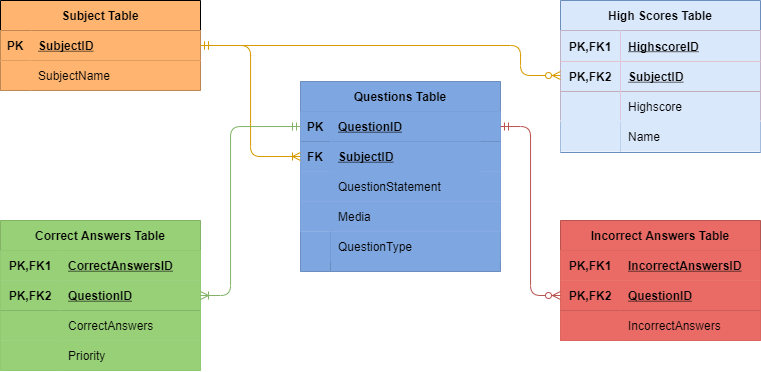 Subject Table
PK SubjectID
SubjectName
High Scores Table
PK,FK1 HighscoreID
PK,FK2 SubjectID
Highscore
Name
Questions Table
PK QuestionID
FK SubjectID
QuestionStatement
Media
QuestionType
Correct Answers Table
PK,FK1 CorrectAnswersID
PK,FK2 QuestionID
CorrectAnswers
Priority
Incorrect Answers Table
PK,FK1 IncorrectAnswersID
PK,FK2 QuestionID
IncorrectAnswers